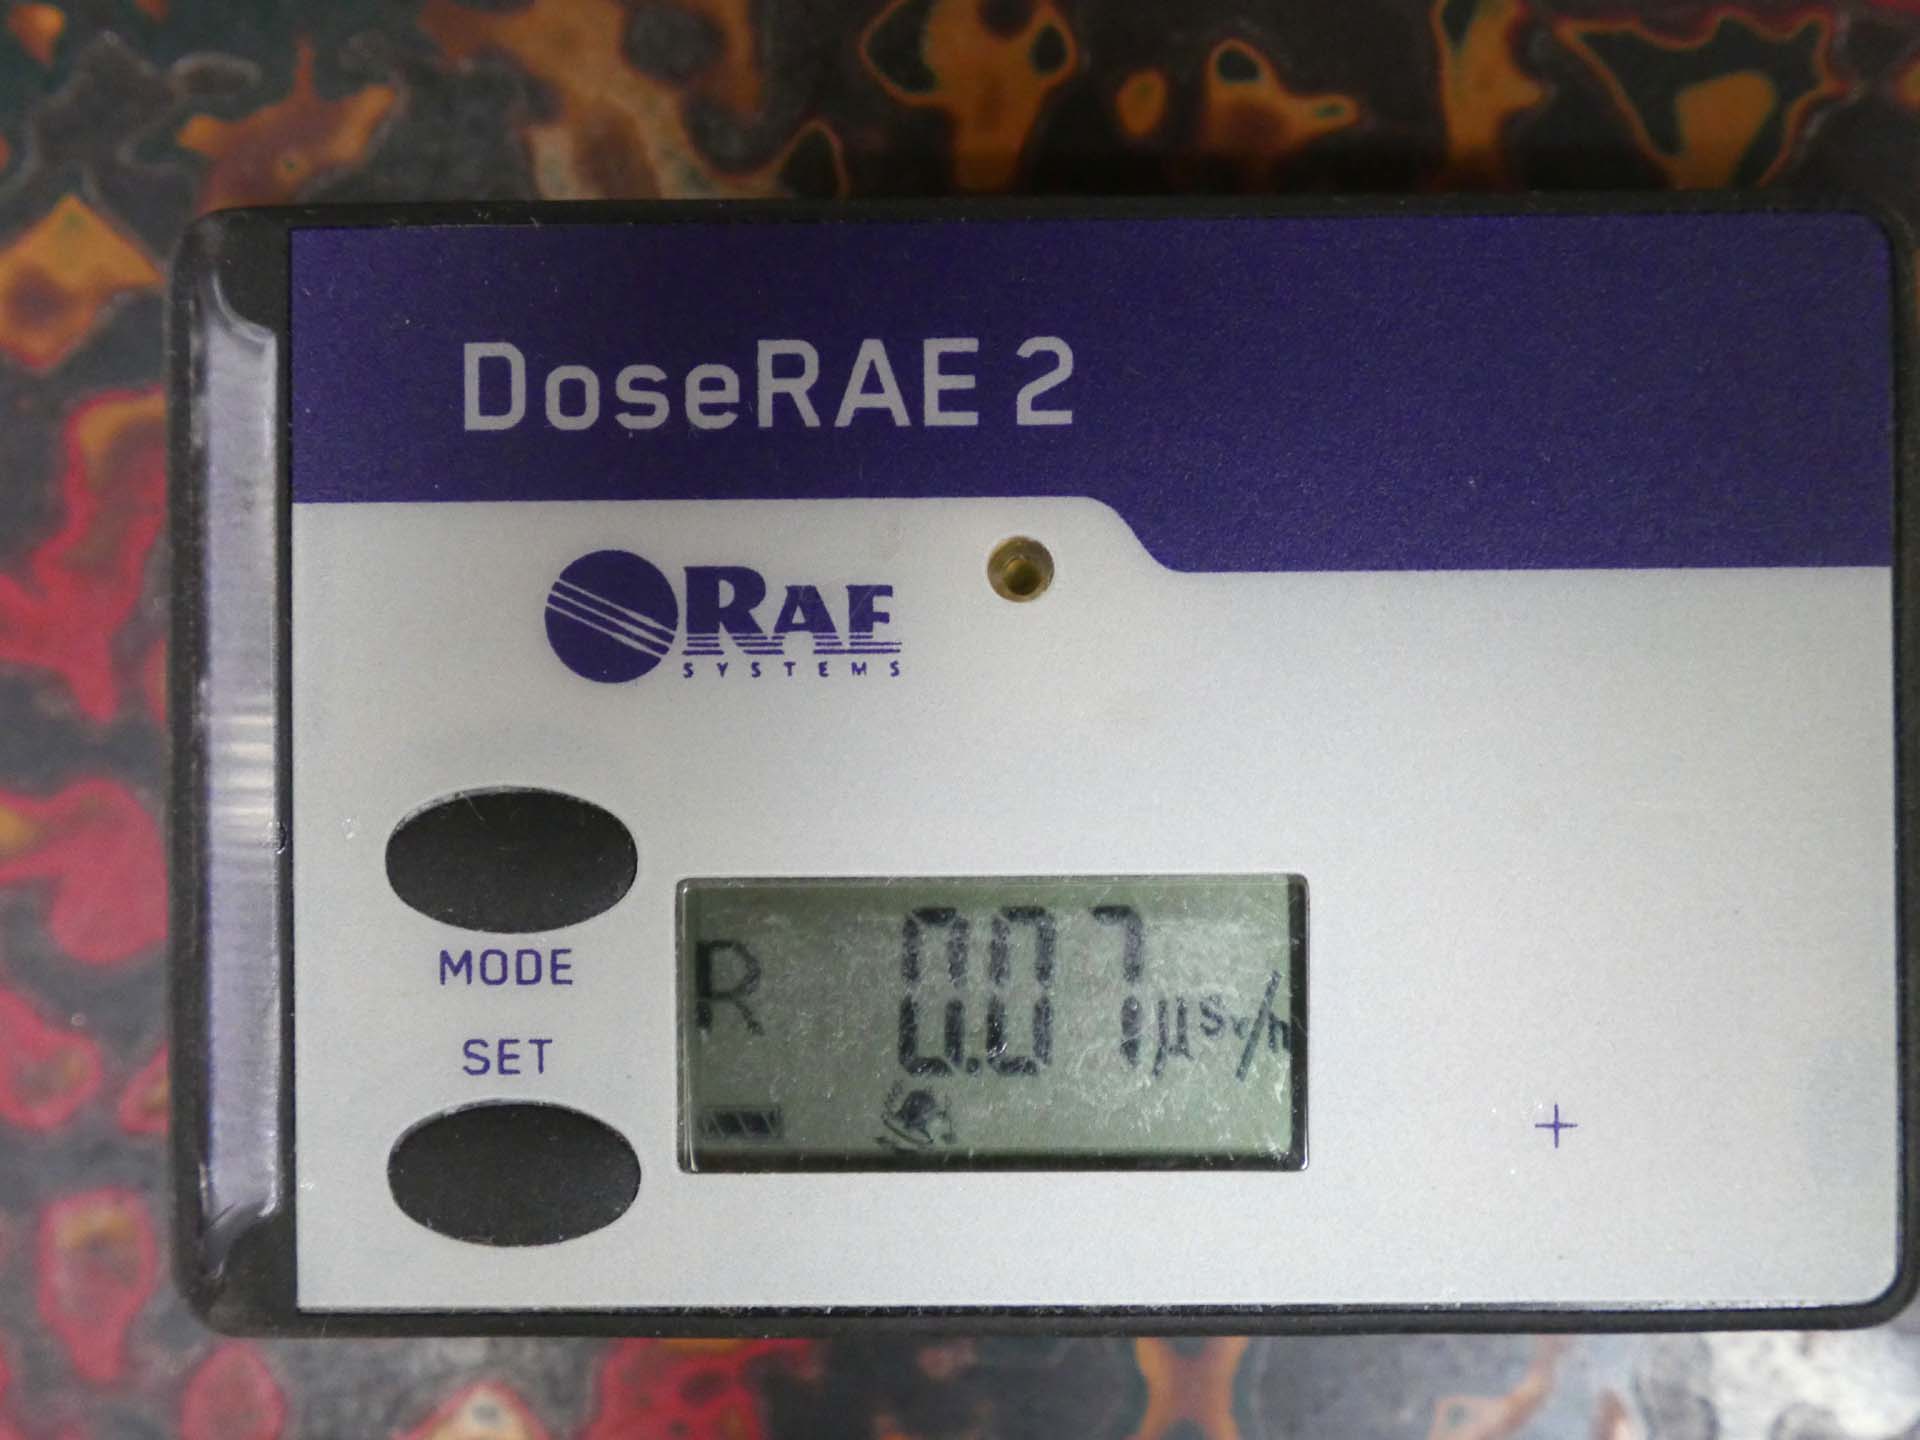 DoseRAE 2
RAE
SYSTEMS
MODE
SET
R 0.07 µSv/h
+